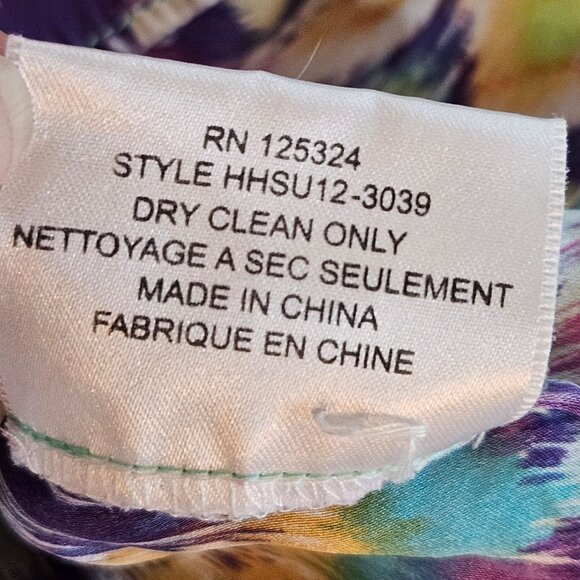 RN 125324
STYLE HHSU12-3039
DRY CLEAN ONLY
NETTOYAGE A SEC SEULEMENT
MADE IN CHINA
FABRIQUE EN CHINE